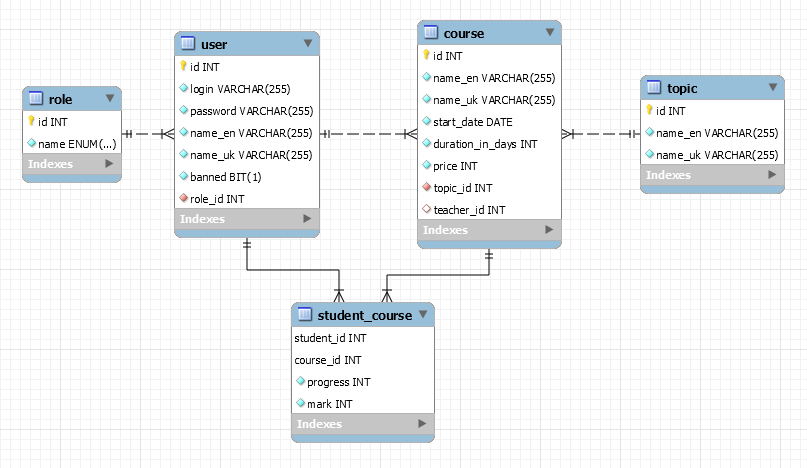 role
id INT
name ENUM(...)
Indexes
user
id INT
login VARCHAR(255)
password VARCHAR(255)
name_en VARCHAR(255)
name_uk VARCHAR(255)
banned BIT(1)
role_id INT
Indexes
course
id INT
name_en VARCHAR(255)
name_uk VARCHAR(255)
start_date DATE
duration_in_days INT
price INT
topic_id INT
teacher_id INT
Indexes
topic
id INT
name_en VARCHAR(255)
name_uk VARCHAR(255)
Indexes
student_course
student_id INT
course_id INT
progress INT
mark INT
Indexes